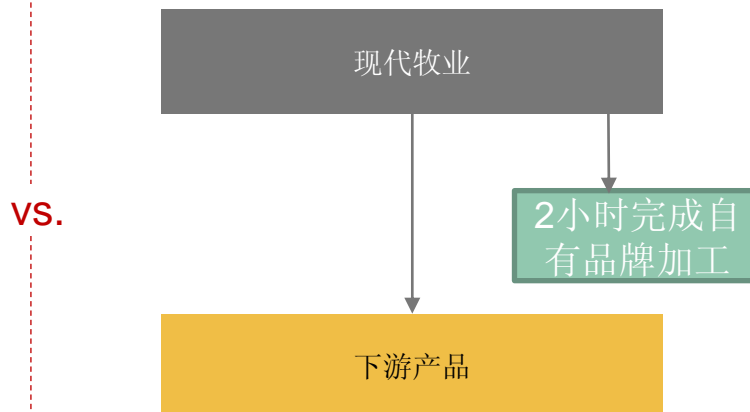 现代牧业
vs.
2小时完成自
有品牌加工
下游产品